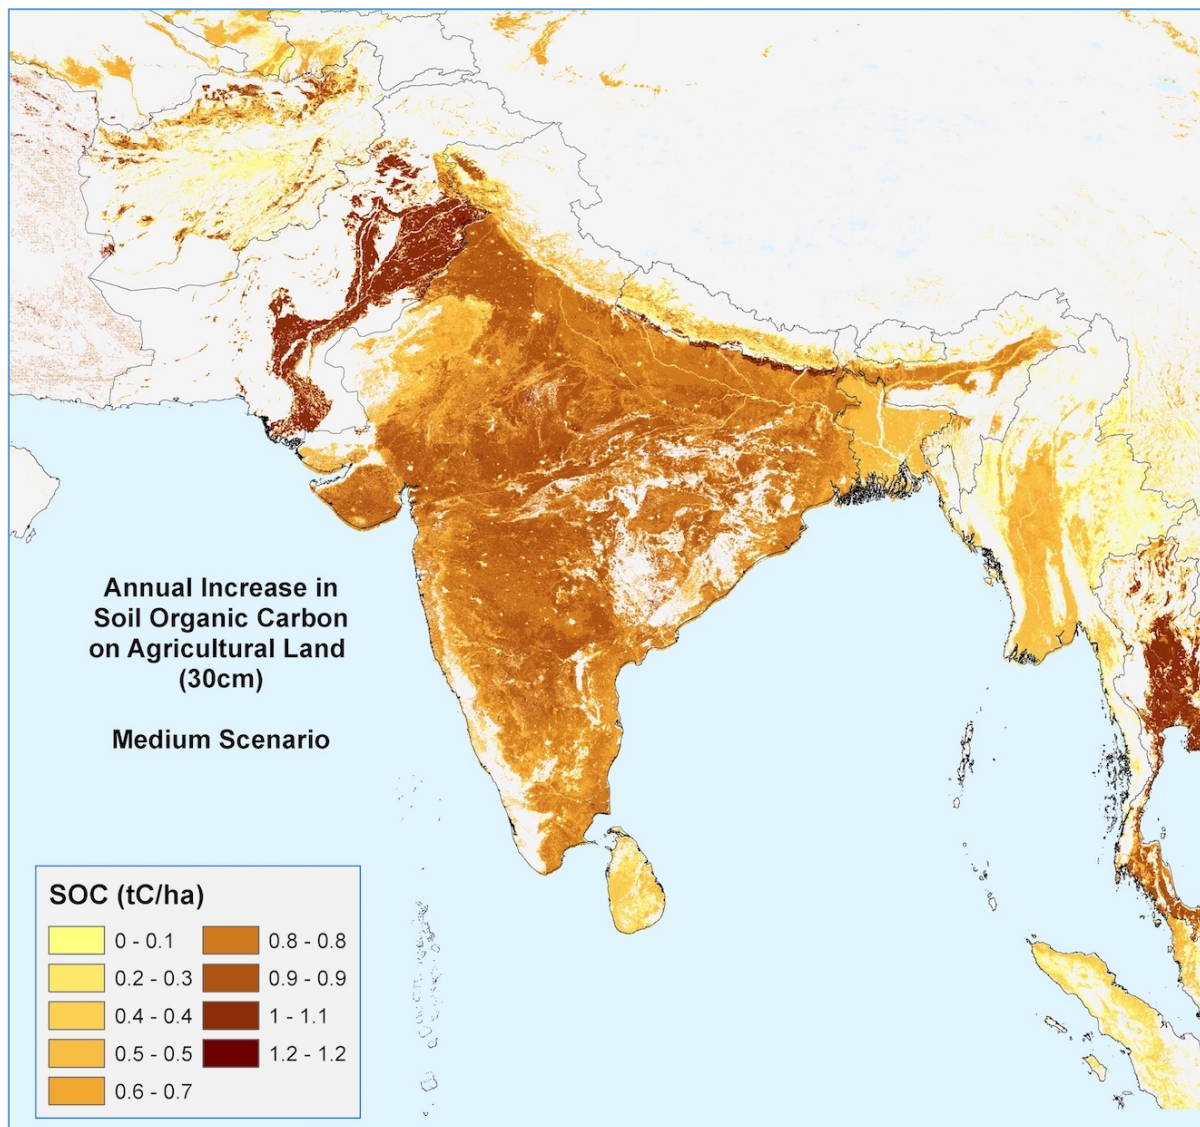 Annual Increase in
Soil Organic Carbon
on Agricultural Land
(30cm)
Medium Scenario
SOC (tC/ha)
0 - 0.1
0.2 - 0.3
0.4 - 0.4
0.5 - 0.5
0.6 - 0.7
0.8 - 0.8
0.9 - 0.9
1 - 1.1
1.2 - 1.2